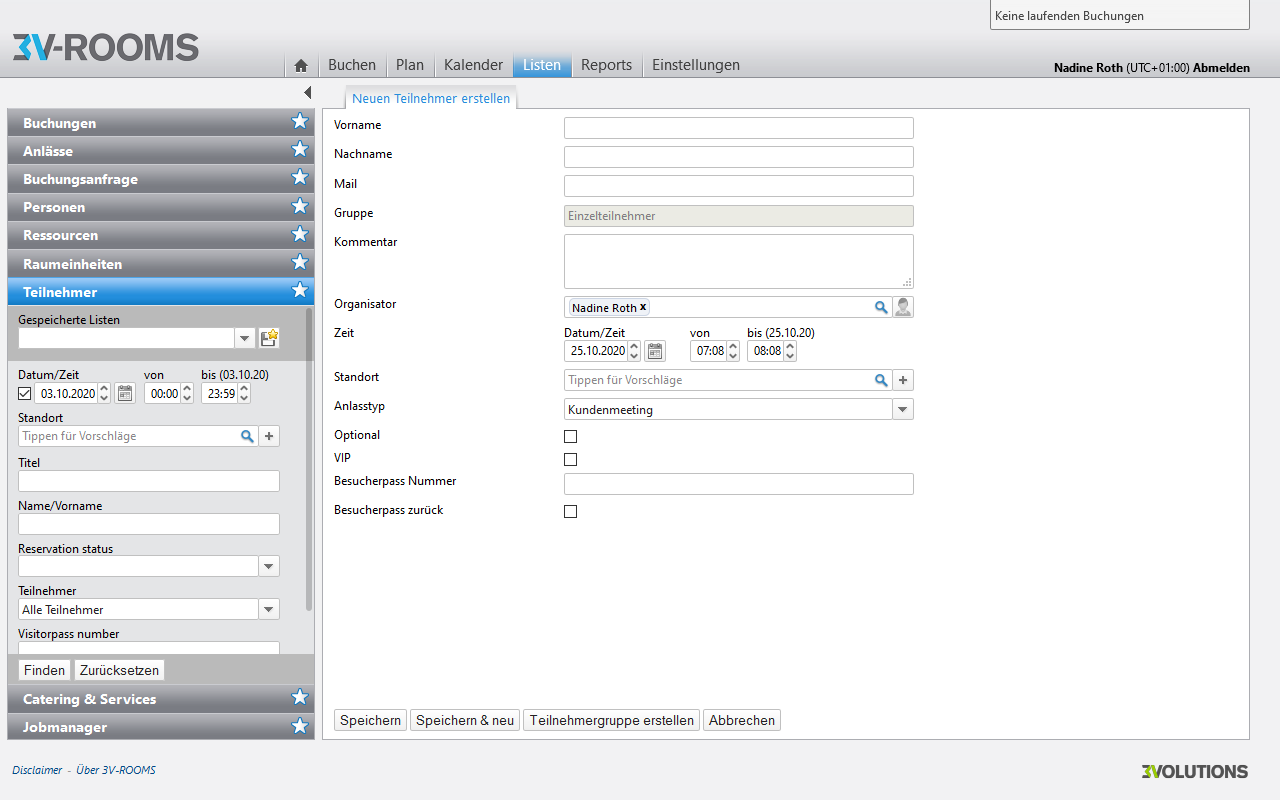 Keine laufenden Buchungen
3V-ROOMS
Buchen
Plan
Kalender
Listen
Reports
Einstellungen
Nadine Roth (UTC+01:00) Abmelden
Buchungen
Anlässe
Buchungsanfrage
Personen
Ressourcen
Raumeinheiten
Teilnehmer
Gespeicherte Listen
Datum/Zeit von bis (03.10.20)
03.10.2020 00:00 23:59
Standort
Tippen für Vorschläge
Titel
Name/Vorname
Reservation status
Teilnehmer
Alle Teilnehmer
Visitorpass number
Finden Zurücksetzen
Catering & Services
Jobmanager
Neuen Teilnehmer erstellen
Vorname
Nachname
Mail
Gruppe Einzelteilnehmer
Kommentar
Organisator Nadine Roth x
Zeit Datum/Zeit von bis (25.10.20)
25.10.2020 07:08 08:08
Standort Tippen für Vorschläge
Anlasstyp Kundenmeeting
Optional
VIP
Besucherpass Nummer
Besucherpass zurück
Speichern Speichern & neu Teilnehmergruppe erstellen Abbrechen
Disclaimer - Über 3V-ROOMS
3VOLUTIONS